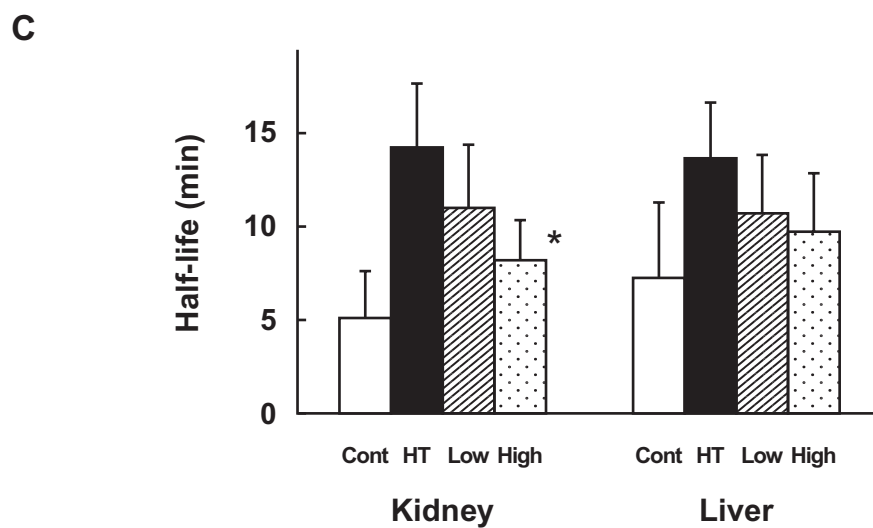 C
Half-life (min)
15
10
5
0
*
Cont HT Low High
Cont HT Low High
Kidney
Liver